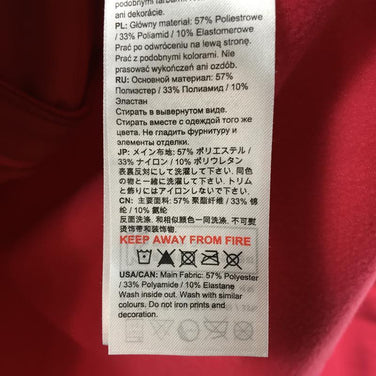 podobnými farbami.
ani dekorácie.
PL: Główny materiał: 57% Poliestrowe
/ 33% Poliamid / 10% Elastomerowe
Prać po odwróceniu na lewą stronę.
Prać z podobnymi kolorami. Nie
prasować wykończeń ani ozdób.
RU: Основной материал: 57%
Полиэстер / 33% Полиамид / 10%
Эластан
Стирать в вывернутом виде.
Стирать вместе с одеждой того же
цвета. Не гладить фурнитуру и
элементы отделки.
JP: メイン布地: 57% ポリエステル /
33% ナイロン / 10% ポリウレタン
表裏反対にして洗濯して下さい. 同色
の物と一緒に洗濯して下さい. トリム
と飾りにはアイロンしないで下さい.
CN: 主要面料: 57% 聚酯纤维 / 33% 锦
纶 / 10% 氨纶
反面洗涤. 和相似颜色一同洗涤. 不可熨
烫饰带和装饰物.
KEEP AWAY FROM FIRE
USA/CAN: Main Fabric: 57% Polyester
/ 33% Polyamide / 10% Elastane
Wash inside out. Wash with similar
colours. Do not iron prints and
decoration.